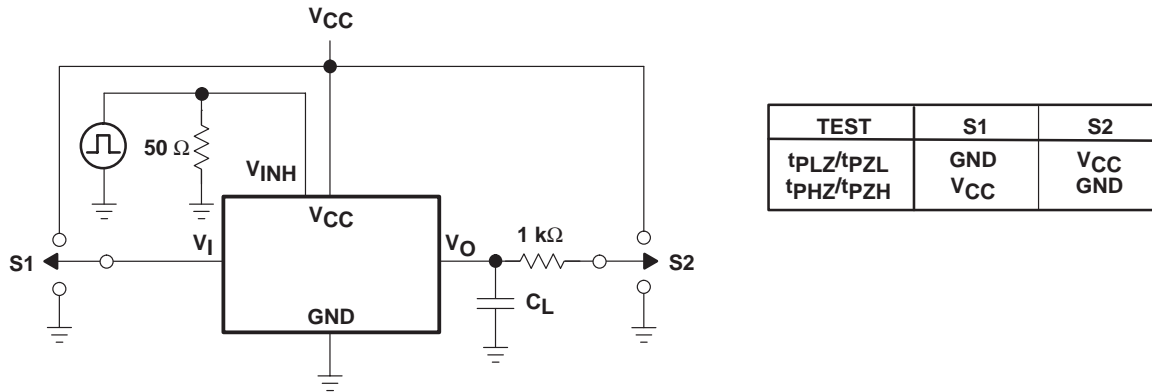 VCC
50 Ω
VINH
VCC
VI
VO
1 kΩ
S1
S2
CL
GND
TEST S1 S2
tPLZ/tPZL GND VCC
tPHZ/tPZH VCC GND